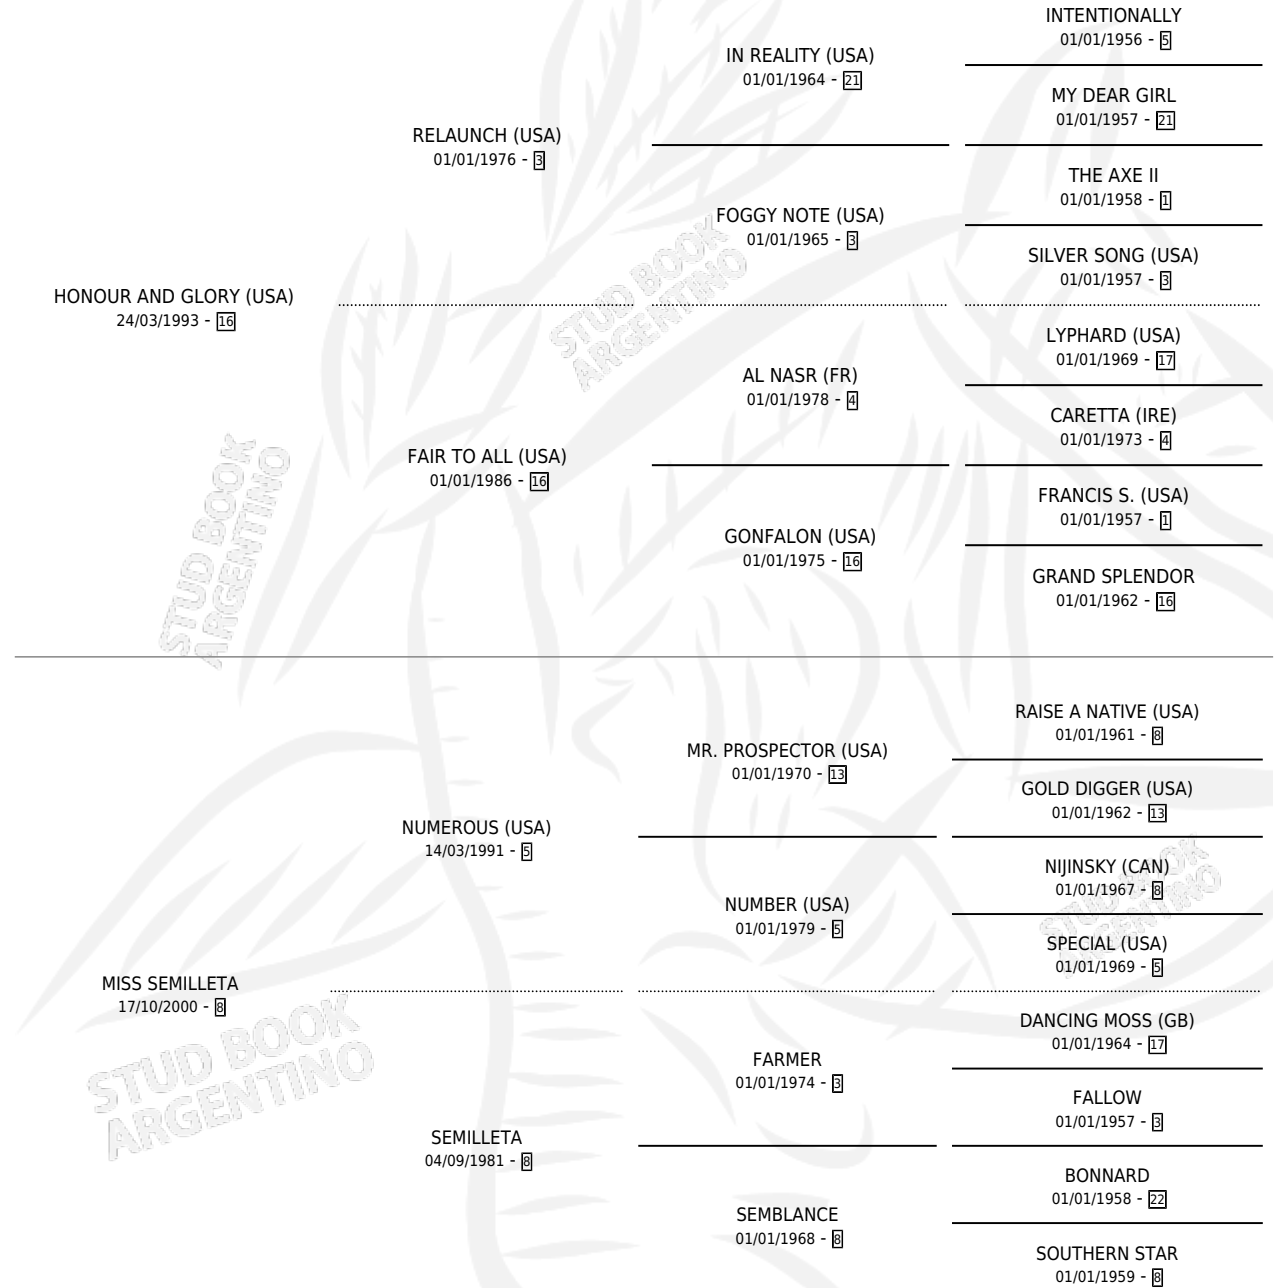 INTENTIONALLY
01/01/1956 - 5
IN REALITY (USA)
01/01/1964 - 21
MY DEAR GIRL
01/01/1957 - 21
RELAUNCH (USA)
01/01/1976 - 3
THE AXE II
01/01/1958 - 1
FOGGY NOTE (USA)
01/01/1965 - 3
SILVER SONG (USA)
01/01/1957 - 3
HONOUR AND GLORY (USA)
24/03/1993 - 16
LYPHARD (USA)
01/01/1969 - 17
AL NASR (FR)
01/01/1978 - 4
CARETTA (IRE)
01/01/1973 - 4
FAIR TO ALL (USA)
01/01/1986 - 16
FRANCIS S. (USA)
01/01/1957 - 1
GONFALON (USA)
01/01/1975 - 16
GRAND SPLENDOR
01/01/1962 - 16
RAISE A NATIVE (USA)
01/01/1961 - 8
MR. PROSPECTOR (USA)
01/01/1970 - 13
GOLD DIGGER (USA)
01/01/1962 - 13
NUMEROUS (USA)
14/03/1991 - 5
NIJINSKY (CAN)
01/01/1967 - 8
NUMBER (USA)
01/01/1979 - 5
SPECIAL (USA)
01/01/1969 - 5
MISS SEMILLETA
17/10/2000 - 8
DANCING MOSS (GB)
01/01/1964 - 17
FARMER
01/01/1974 - 3
FALLOW
01/01/1957 - 3
SEMILLETA
04/09/1981 - 8
BONNARD
01/01/1958 - 22
SEMBLANCE
01/01/1968 - 8
SOUTHERN STAR
01/01/1959 - 8
STUD BOOK
ARGENTINO
STUD BOOK
ARGENTINO
STUD BOOK
ARGENTINO
STUD BOOK
ARGENTINO